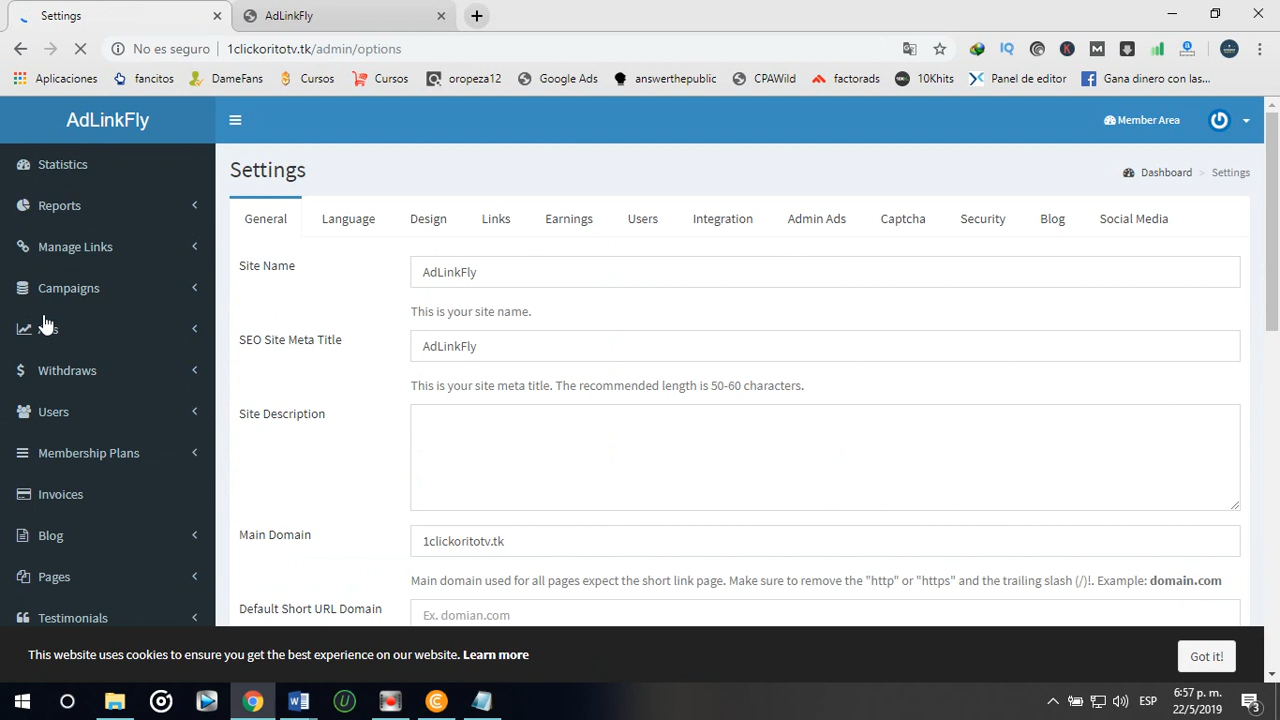 Settings
AdLinkFly
No es seguro
1clickoritotv.tk/admin/options
Aplicaciones
fancitos
DameFans
Cursos
Cursos
oropeza12
Google Ads
answerthepublic
CPAWild
factorads
10Khits
Panel de editor
Gana dinero con las...
AdLinkFly
Member Area
Statistics
Reports
Manage Links
Campaigns
Withdraws
Users
Membership Plans
Invoices
Blog
Pages
Testimonials
Settings
Dashboard > Settings
General Language Design Links Earnings Users Integration Admin Ads Captcha Security Blog Social Media
Site Name
AdLinkFly
This is your site name.
SEO Site Meta Title
AdLinkFly
This is your site meta title. The recommended length is 50-60 characters.
Site Description
Main Domain
1clickoritotv.tk
Main domain used for all pages expect the short link page. Make sure to remove the "http" or "https" and the trailing slash (/)!. Example: domain.com
Default Short URL Domain
Ex. domian.com
This website uses cookies to ensure you get the best experience on our website. Learn more
Got it!
ESP
6:57 p. m.
22/5/2019
3